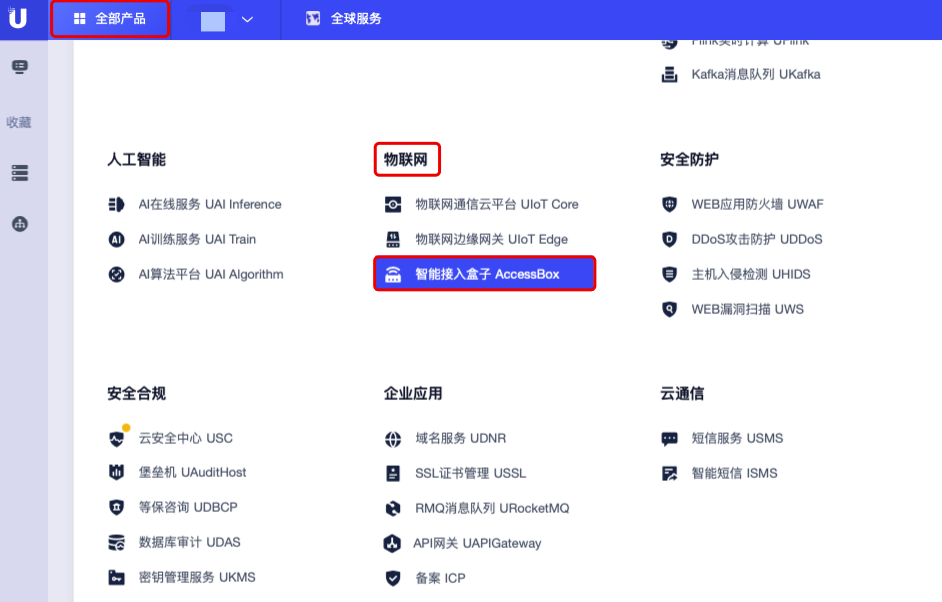 U 全部产品 全球服务
收藏
Flink实时计算 UFlink
Kafka消息队列 UKafka
人工智能
AI在线服务 UAI Inference
AI训练服务 UAI Train
AI算法平台 UAI Algorithm
物联网
物联网通信云平台 UIoT Core
物联网边缘网关 UIoT Edge
智能接入盒子 AccessBox
安全防护
WEB应用防火墙 UWAF
DDoS攻击防护 UDDoS
主机入侵检测 UHIDS
WEB漏洞扫描 UWS
安全合规
云安全中心 USC
堡垒机 UAuditHost
等保咨询 UDBCP
数据库审计 UDAS
密钥管理服务 UKMS
企业应用
域名服务 UDNR
SSL证书管理 USSL
RMQ消息队列 URocketMQ
API网关 UAPIGateway
备案 ICP
云通信
短信服务 USMS
智能短信 ISMS